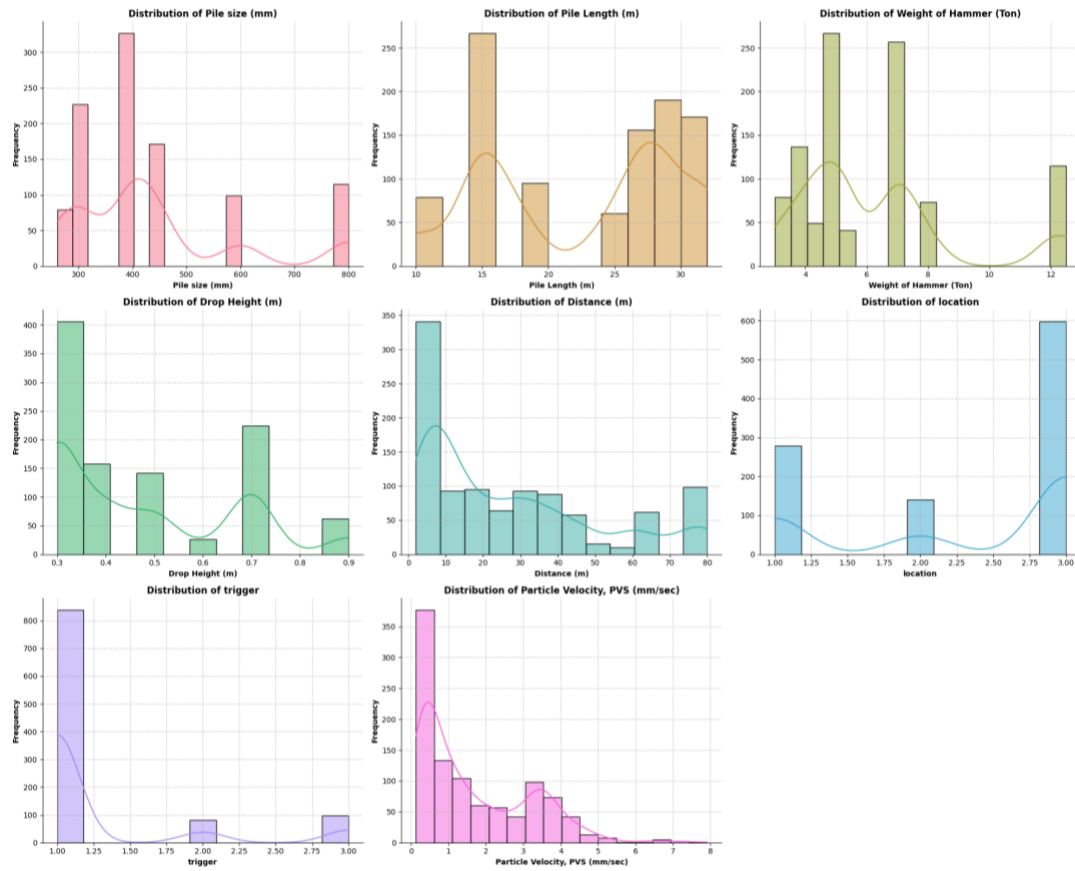 Distribution of Pile size (mm)
Frequency
300
250
200
150
100
50
0
300 400 500 600 700 800
Pile size (mm)
Distribution of Pile Length (m)
Frequency
250
200
150
100
50
0
10 15 20 25 30
Pile Length (m)
Distribution of Weight of Hammer (Ton)
Frequency
250
200
150
100
50
0
4 6 8 10 12
Weight of Hammer (Ton)
Distribution of Drop Height (m)
Frequency
400
350
300
250
200
150
100
50
0
0.3 0.4 0.5 0.6 0.7 0.8 0.9
Drop Height (m)
Distribution of Distance (m)
Frequency
350
300
250
200
150
100
50
0
0 10 20 30 40 50 60 70 80
Distance (m)
Distribution of location
Frequency
600
500
400
300
200
100
0
1.00 1.25 1.50 1.75 2.00 2.25 2.50 2.75 3.00
location
Distribution of trigger
Frequency
800
700
600
500
400
300
200
100
0
1.00 1.25 1.50 1.75 2.00 2.25 2.50 2.75 3.00
trigger
Distribution of Particle Velocity, PVS (mm/sec)
Frequency
350
300
250
200
150
100
50
0
0 1 2 3 4 5 6 7 8
Particle Velocity, PVS (mm/sec)